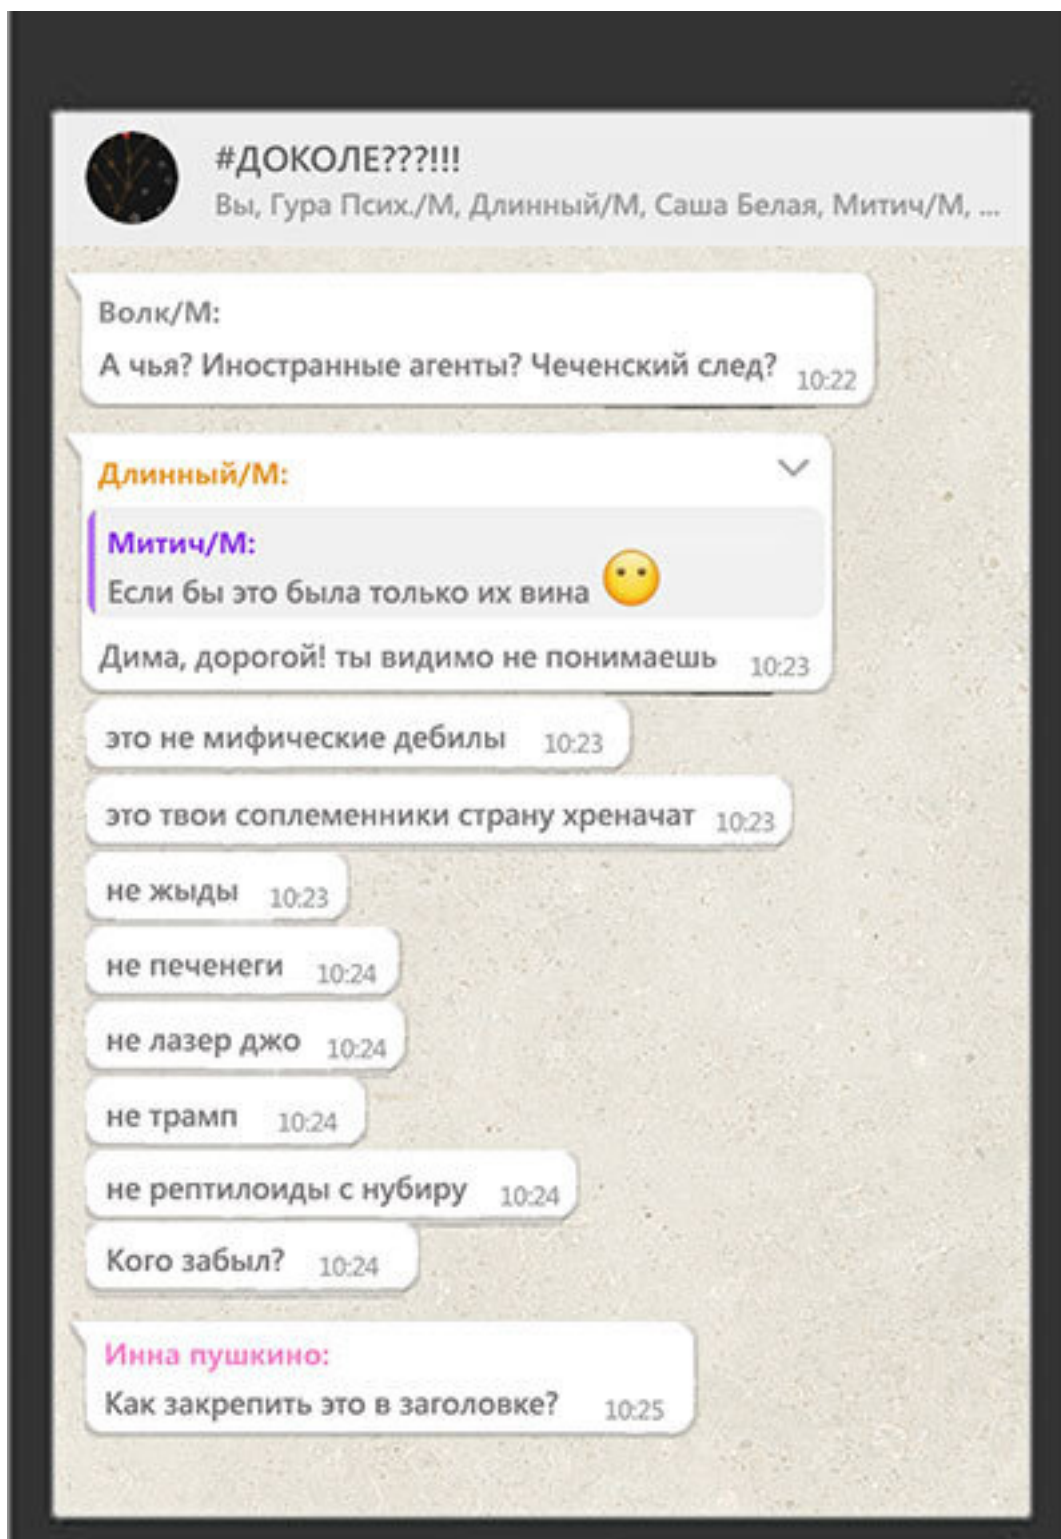 #ДОКОЛЕ???!!!
Вы, Гура Псих./М, Длинный/М, Саша Белая, Митич/М, ...
Волк/М:
А чья? Иностранные агенты? Чеченский след? 10:22
Длинный/М:
Митич/М:
Если бы это была только их вина
Дима, дорогой! ты видимо не понимаешь 10:23
это не мифические дебилы 10:23
это твои соплеменники страну хреначат 10:23
не жыды 10:23
не печенеги 10:24
не лазер джо 10:24
не трамп 10:24
не рептилоиды с нубиру 10:24
Кого забыл? 10:24
Инна пушкино:
Как закрепить это в заголовке? 10:25